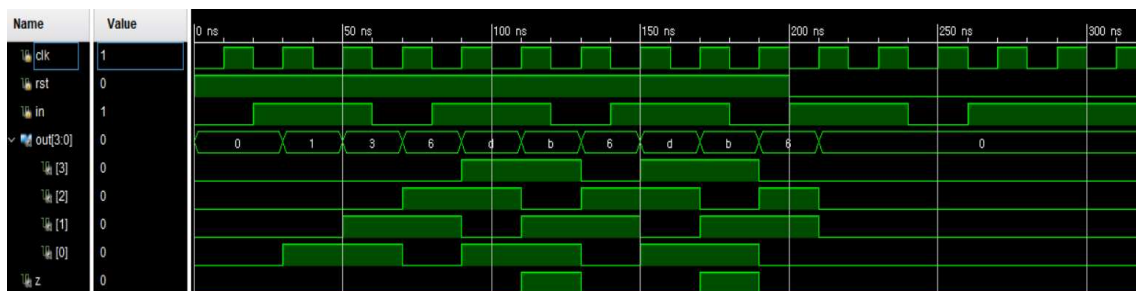 Name Value
0 ns 50 ns 100 ns 150 ns 200 ns 250 ns 300 ns
clk 1
rst 0
in 1
out[3:0] 0 0 1 3 6 d b 6 d b 6 0
[3] 0
[2] 0
[1] 0
[0] 0
z 0